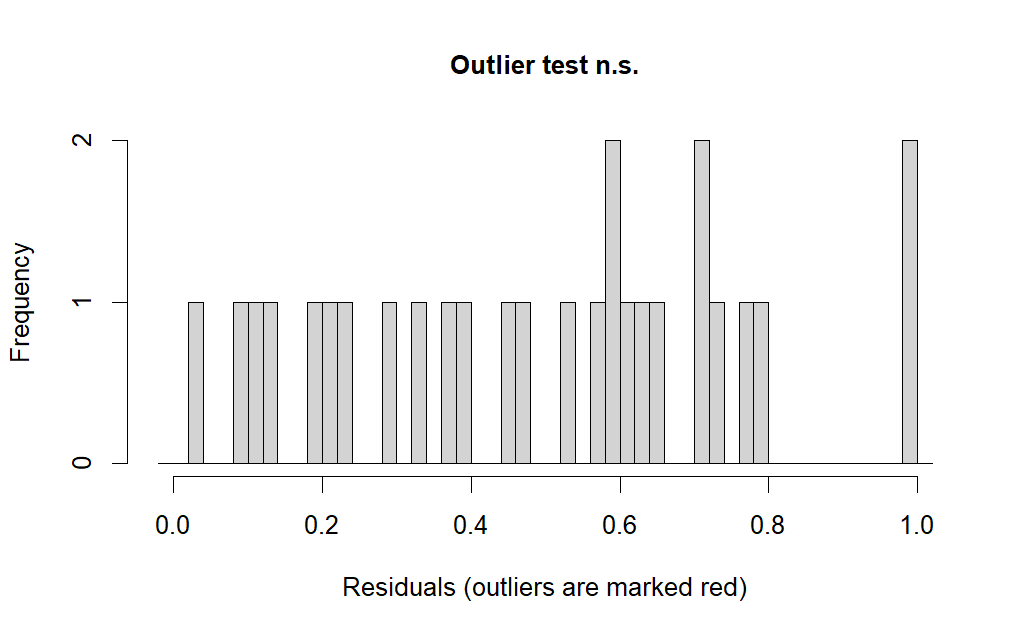 Outlier test n.s.
Frequency
2
1
0
0.0 0.2 0.4 0.6 0.8 1.0
Residuals (outliers are marked red)